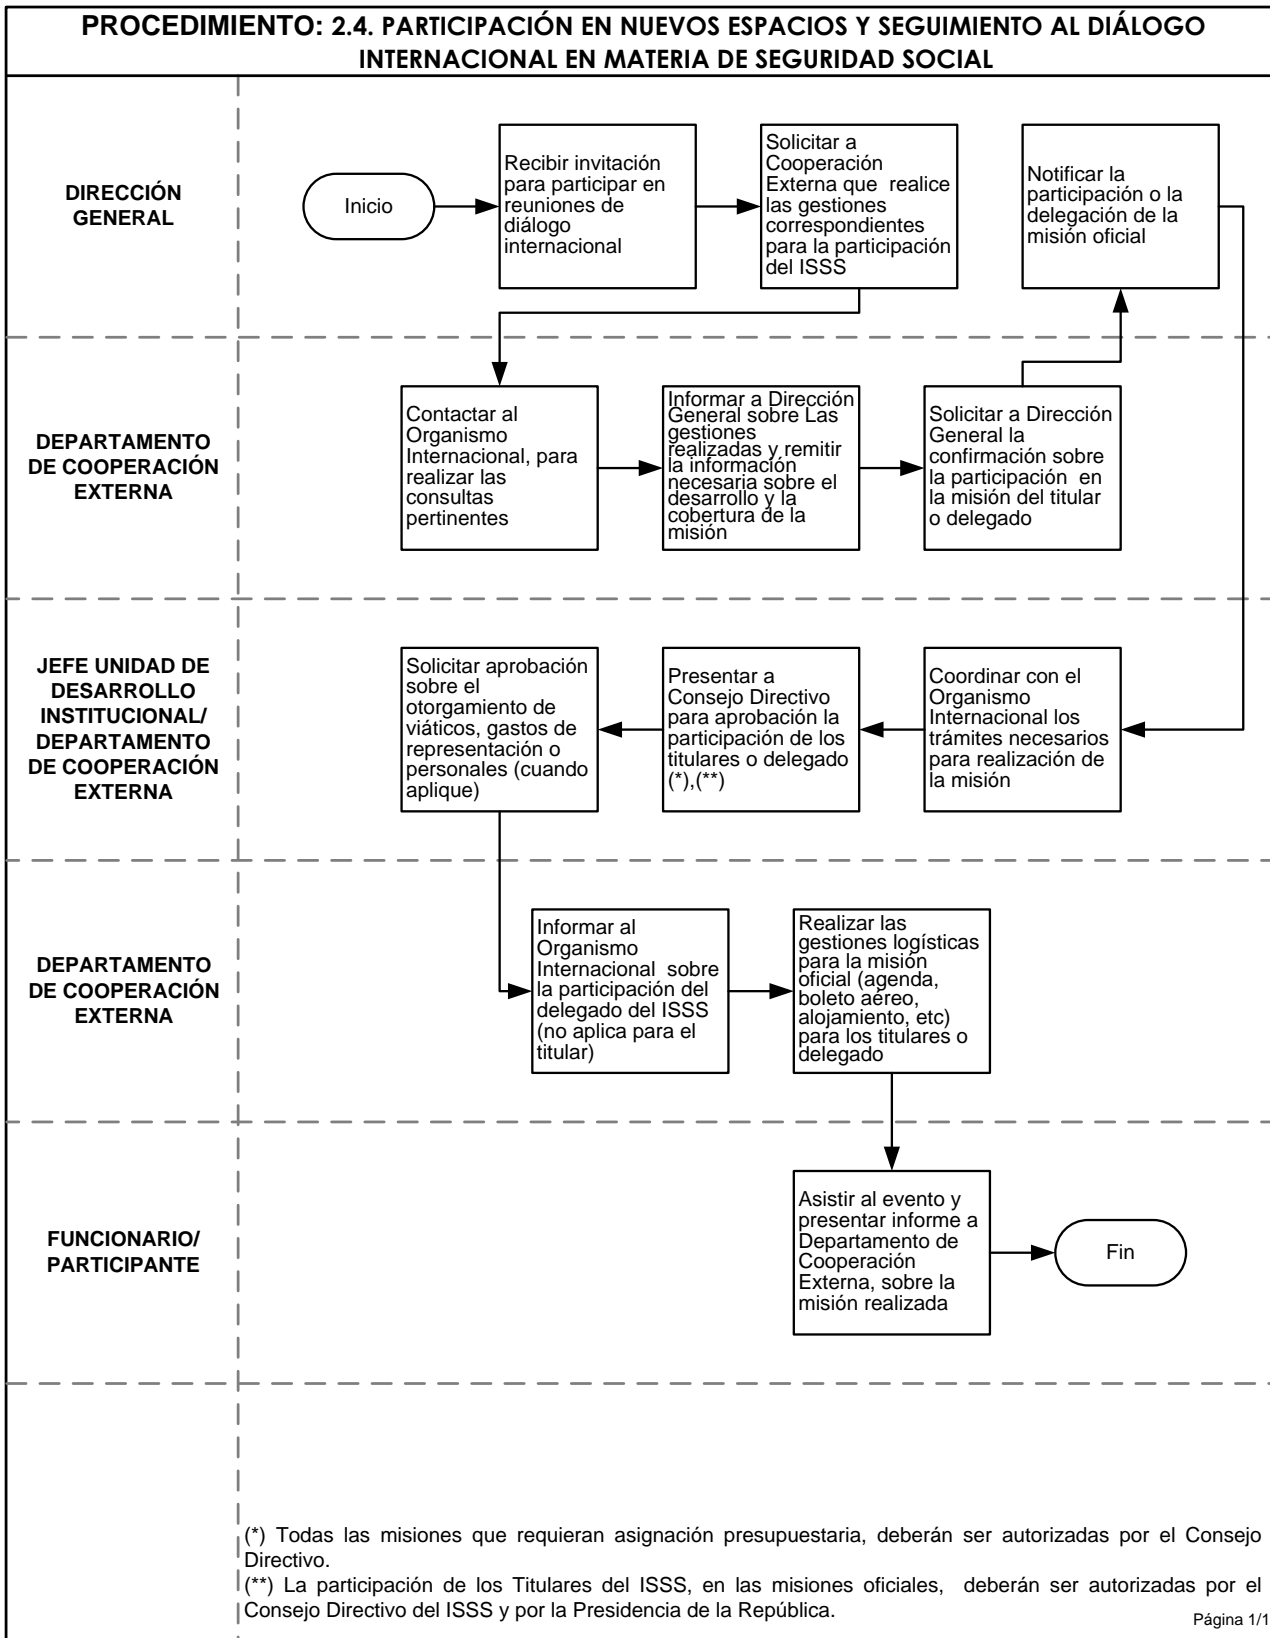 PROCEDIMIENTO: 2.4. PARTICIPACIÓN EN NUEVOS ESPACIOS Y SEGUIMIENTO AL DIÁLOGO
INTERNACIONAL EN MATERIA DE SEGURIDAD SOCIAL
DIRECCIÓN
GENERAL
Inicio
Recibir invitación
para participar en
reuniones de
diálogo
internacional
Solicitar a
Cooperación
Externa que realice
las gestiones
correspondientes
para la participación
del ISSS
Notificar la
participación o la
delegación de la
misión oficial
DEPARTAMENTO
DE COOPERACIÓN
EXTERNA
Contactar al
Organismo
Internacional, para
realizar las
consultas
pertinentes
Informar a Dirección
General sobre Las
gestiones
realizadas y remitir
la información
necesaria sobre el
desarrollo y la
cobertura de la
misión
Solicitar a Dirección
General la
confirmación sobre
la participación en
la misión del titular
o delegado
JEFE UNIDAD DE
DESARROLLO
INSTITUCIONAL/
DEPARTAMENTO
DE COOPERACIÓN
EXTERNA
Solicitar aprobación
sobre el
otorgamiento de
viáticos, gastos de
representación o
personales (cuando
aplique)
Presentar a
Consejo Directivo
para aprobación la
participación de los
titulares o delegado
(*),(**)
Coordinar con el
Organismo
Internacional los
trámites necesarios
para realización de
la misión
DEPARTAMENTO
DE COOPERACIÓN
EXTERNA
Informar al
Organismo
Internacional sobre
la participación del
delegado del ISSS
(no aplica para el
titular)
Realizar las
gestiones logísticas
para la misión
oficial (agenda,
boleto aéreo,
alojamiento, etc)
para los titulares o
delegado
FUNCIONARIO/
PARTICIPANTE
Asistir al evento y
presentar informe a
Departamento de
Cooperación
Externa, sobre la
misión realizada
Fin
(*) Todas las misiones que requieran asignación presupuestaria, deberán ser autorizadas por el Consejo
Directivo.
(**) La participación de los Titulares del ISSS, en las misiones oficiales, deberán ser autorizadas por el
Consejo Directivo del ISSS y por la Presidencia de la República.
Página 1/1